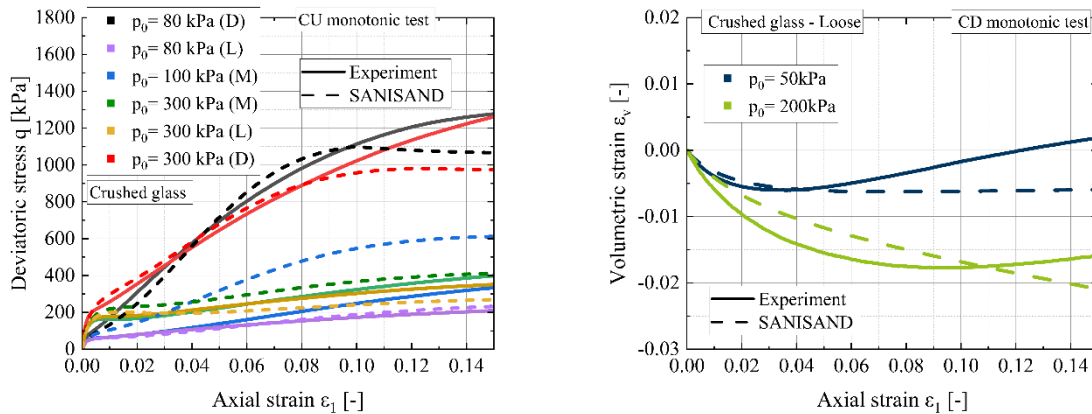 CU monotonic test
p₀= 80 kPa (D)
p₀= 80 kPa (L)
p₀= 100 kPa (M)
p₀= 300 kPa (M)
p₀= 300 kPa (L)
p₀= 300 kPa (D)
Experiment
SANISAND
Crushed glass
Deviatoric stress q [kPa]
1800
1600
1400
1200
1000
800
600
400
200
0
0.00 0.02 0.04 0.06 0.08 0.10 0.12 0.14
Axial strain ε₁ [-]
Crushed glass - Loose
CD monotonic test
p₀= 50kPa
p₀= 200kPa
Experiment
SANISAND
Volumetric strain εᵥ [-]
0.02
0.01
0.00
-0.01
-0.02
-0.03
0.00 0.02 0.04 0.06 0.08 0.10 0.12 0.14
Axial strain ε₁ [-]